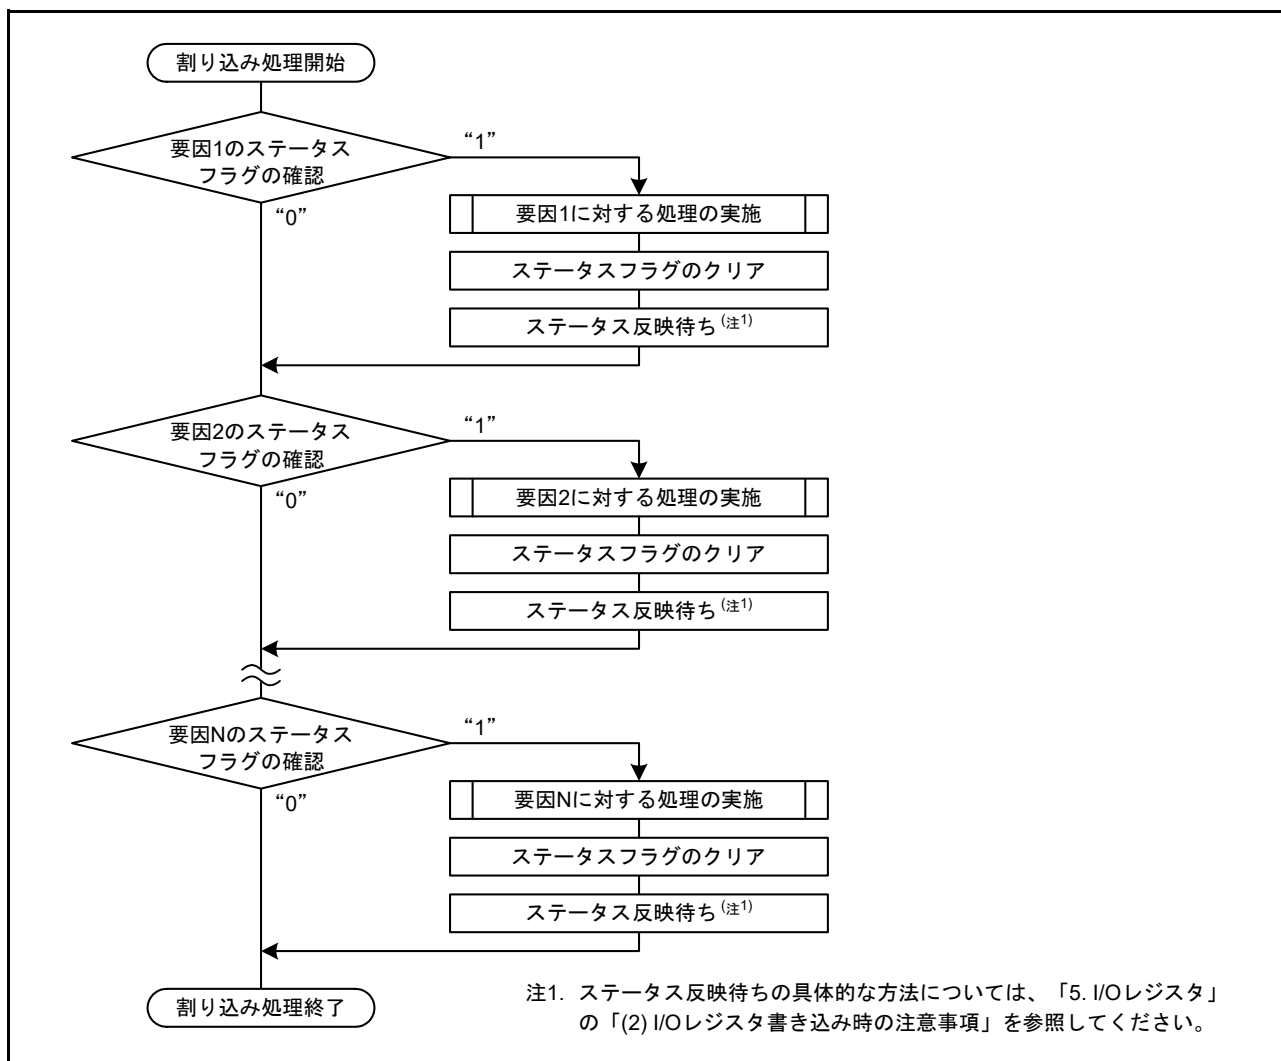 割り込み処理開始
要因1のステータス
フラグの確認
“1”
“0”
要因1に対する処理の実施
ステータスフラグのクリア
ステータス反映待ち(注1)
要因2のステータス
フラグの確認
“1”
“0”
要因2に対する処理の実施
ステータスフラグのクリア
ステータス反映待ち(注1)
要因Nのステータス
フラグの確認
“1”
“0”
要因Nに対する処理の実施
ステータスフラグのクリア
ステータス反映待ち(注1)
割り込み処理終了
注1. ステータス反映待ちの具体的な方法については、「5. I/Oレジスタ」
の「(2) I/Oレジスタ書き込み時の注意事項」を参照してください。